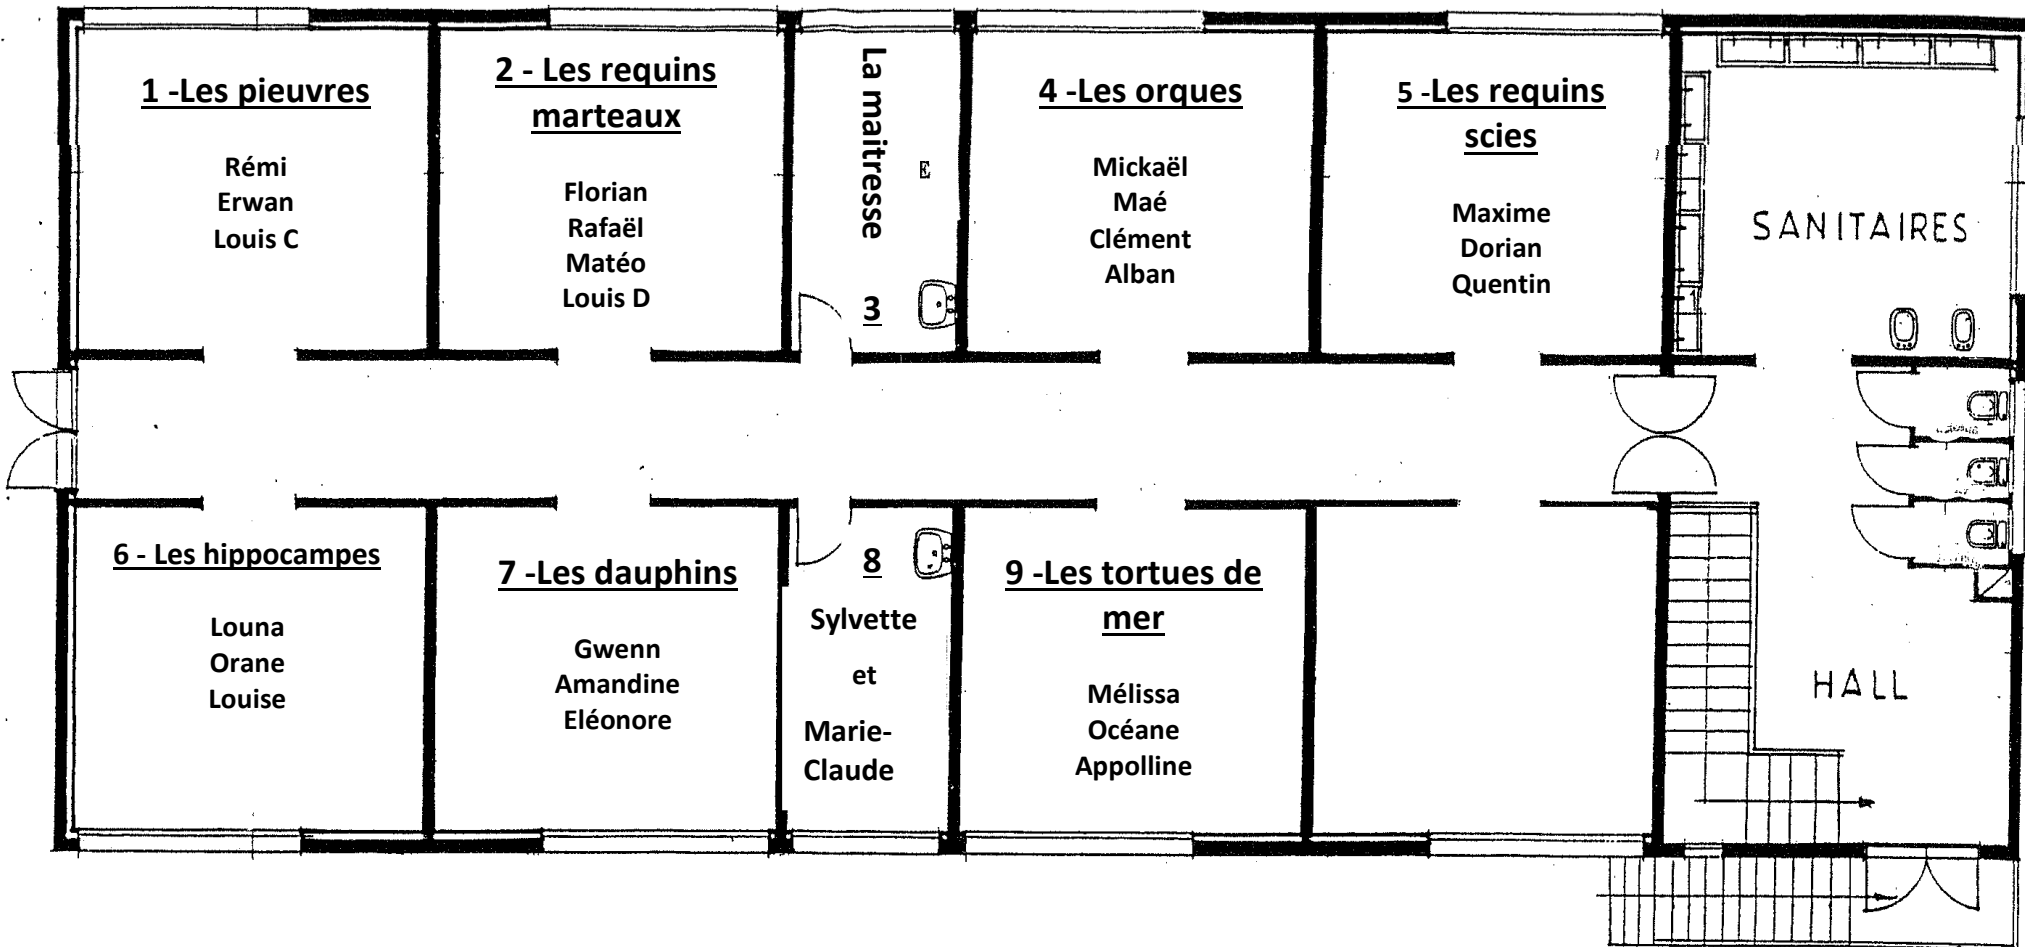 1 -Les pieuvres
Rémi
Erwan
Louis C
2 - Les requins
marteaux
Florian
Rafaël
Matéo
Louis D
La maitresse
E
3
4 -Les orques
Mickaël
Maé
Clément
Alban
5 -Les requins
scies
Maxime
Dorian
Quentin
SANITAIRES
6 - Les hippocampes
Louna
Orane
Louise
7 -Les dauphins
Gwenn
Amandine
Eléonore
8
Sylvette
et
Marie-
Claude
9 -Les tortues de
mer
Mélissa
Océane
Appolline
HALL